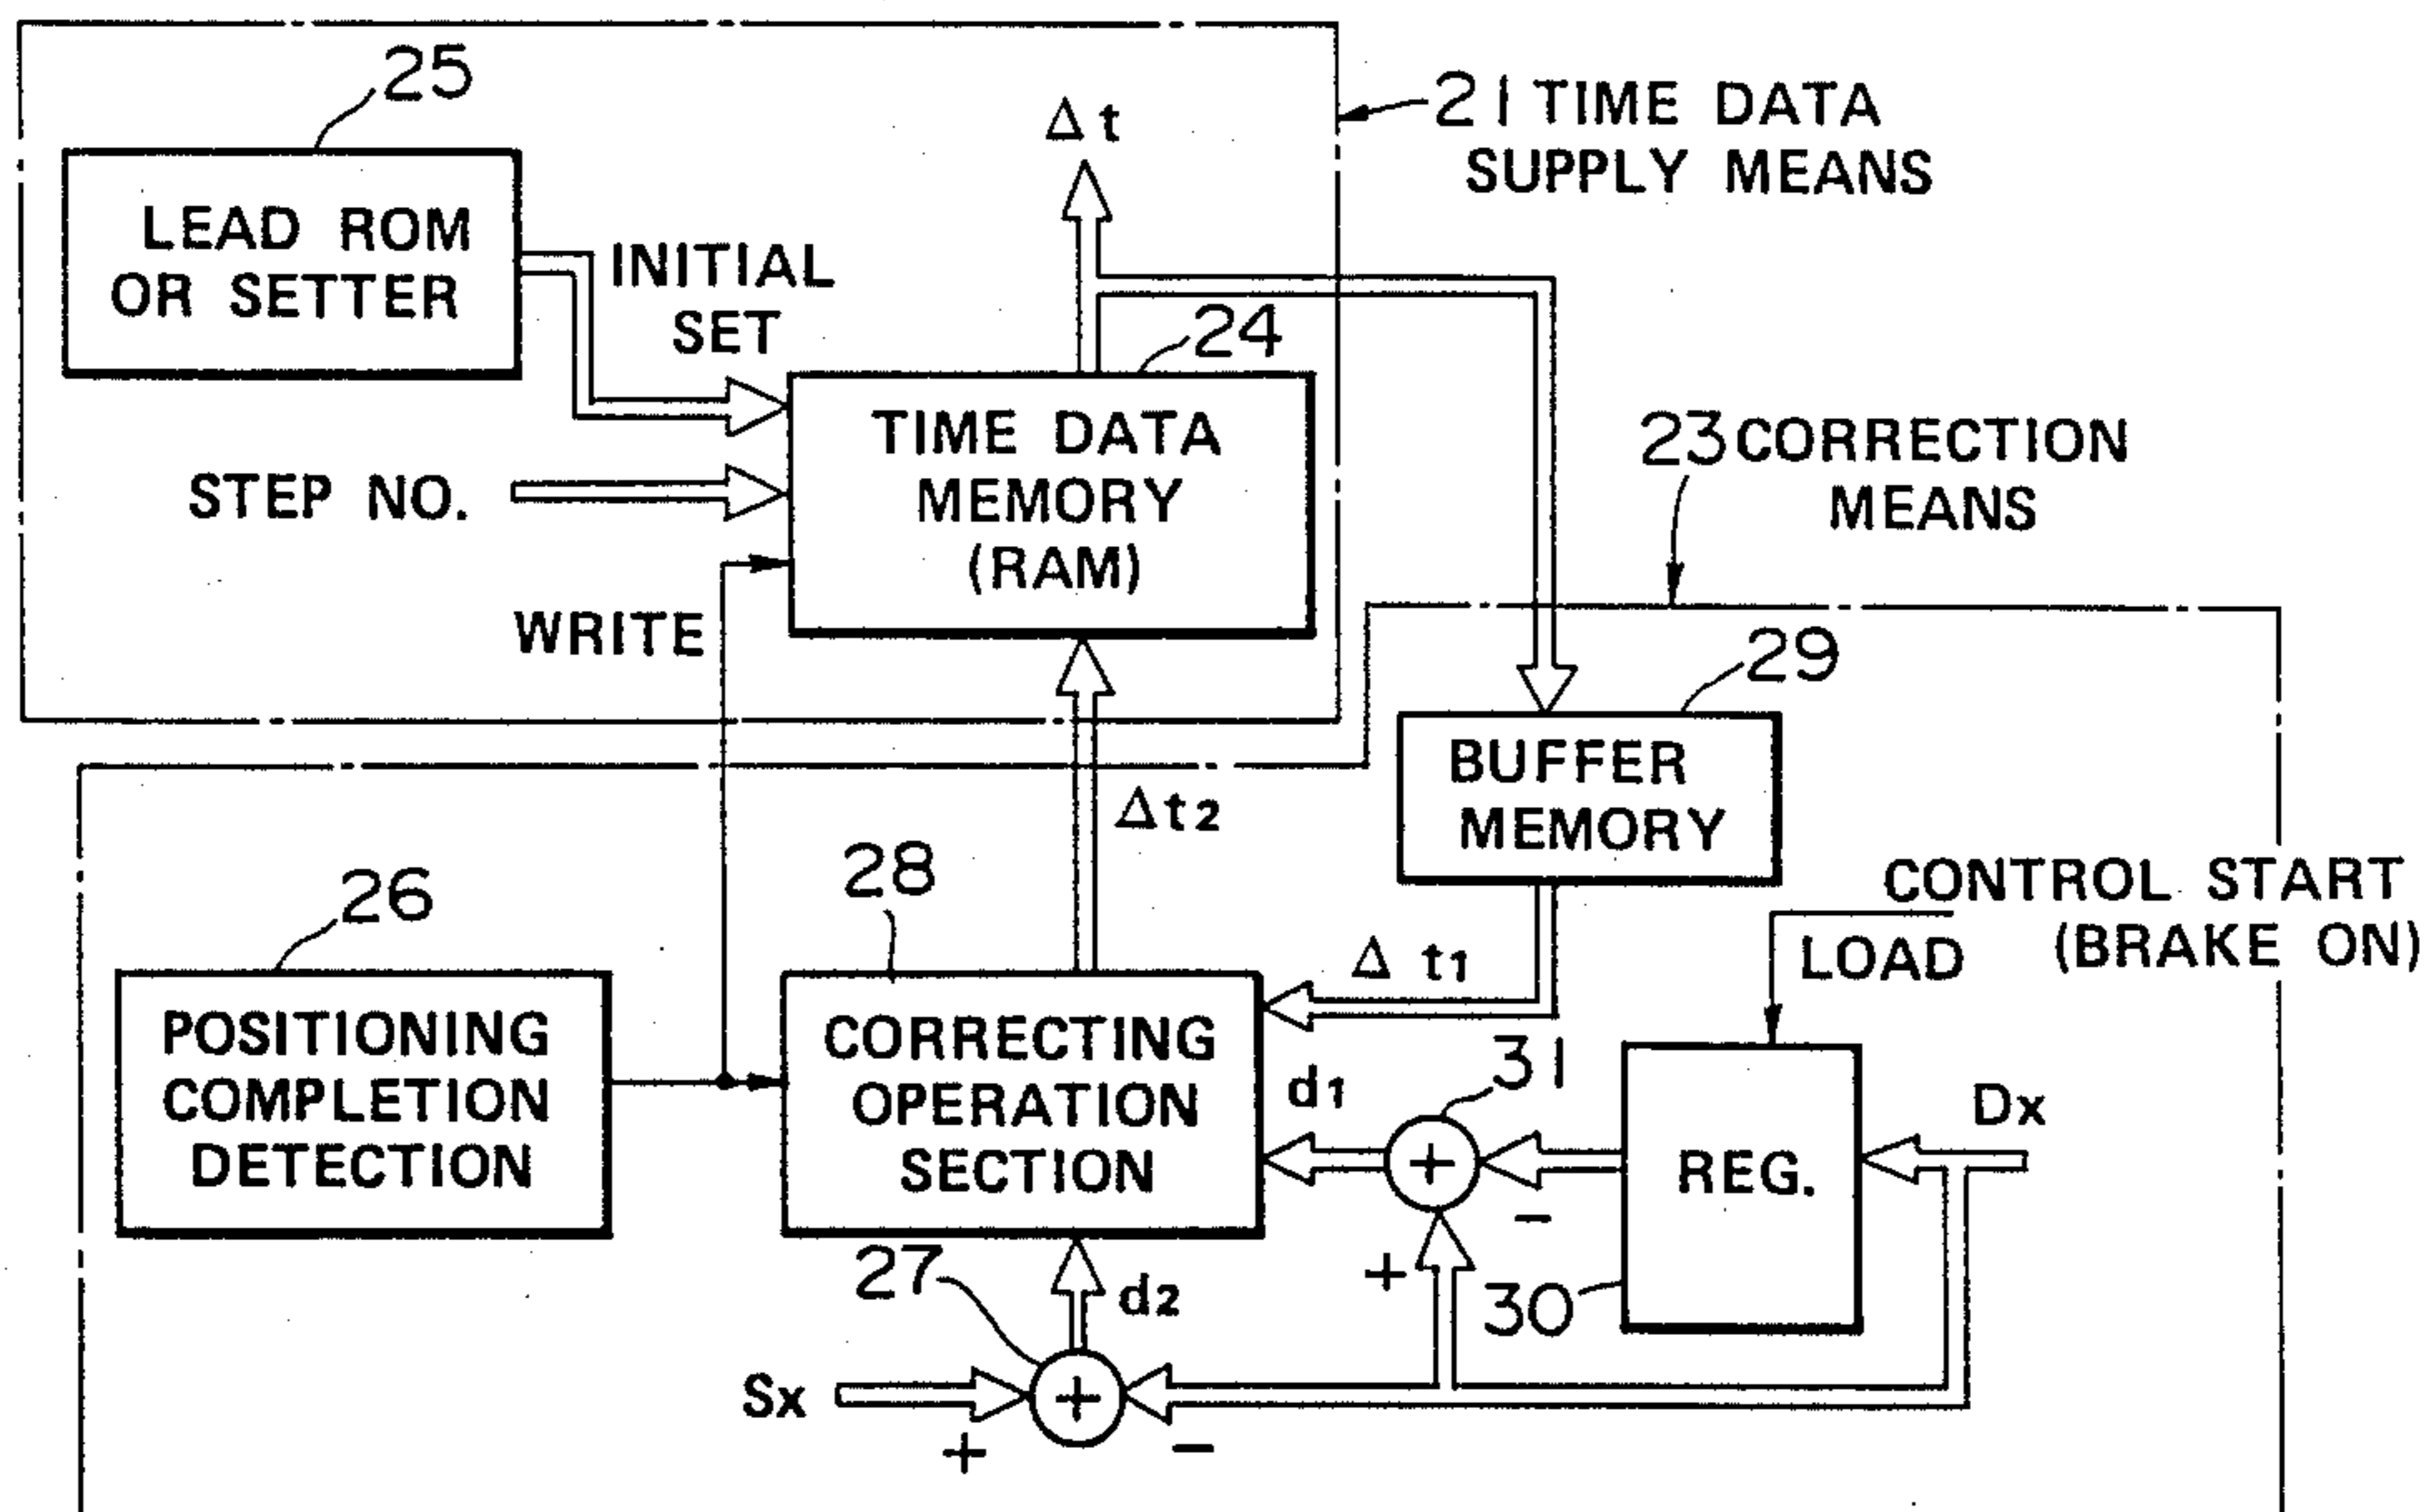 25
Δt
21 TIME DATA
SUPPLY MEANS
LEAD ROM
OR SETTER
INITIAL
SET
24
TIME DATA
MEMORY
(RAM)
STEP NO.
WRITE
23 CORRECTION
MEANS
29
BUFFER
MEMORY
Δt2
28
26
CONTROL START
(BRAKE ON)
LOAD
Δ t1
POSITIONING
COMPLETION
DETECTION
CORRECTING
OPERATION
SECTION
d1
31
+
REG.
Dx
−
+
30
27
d2
Sx
+
+
−